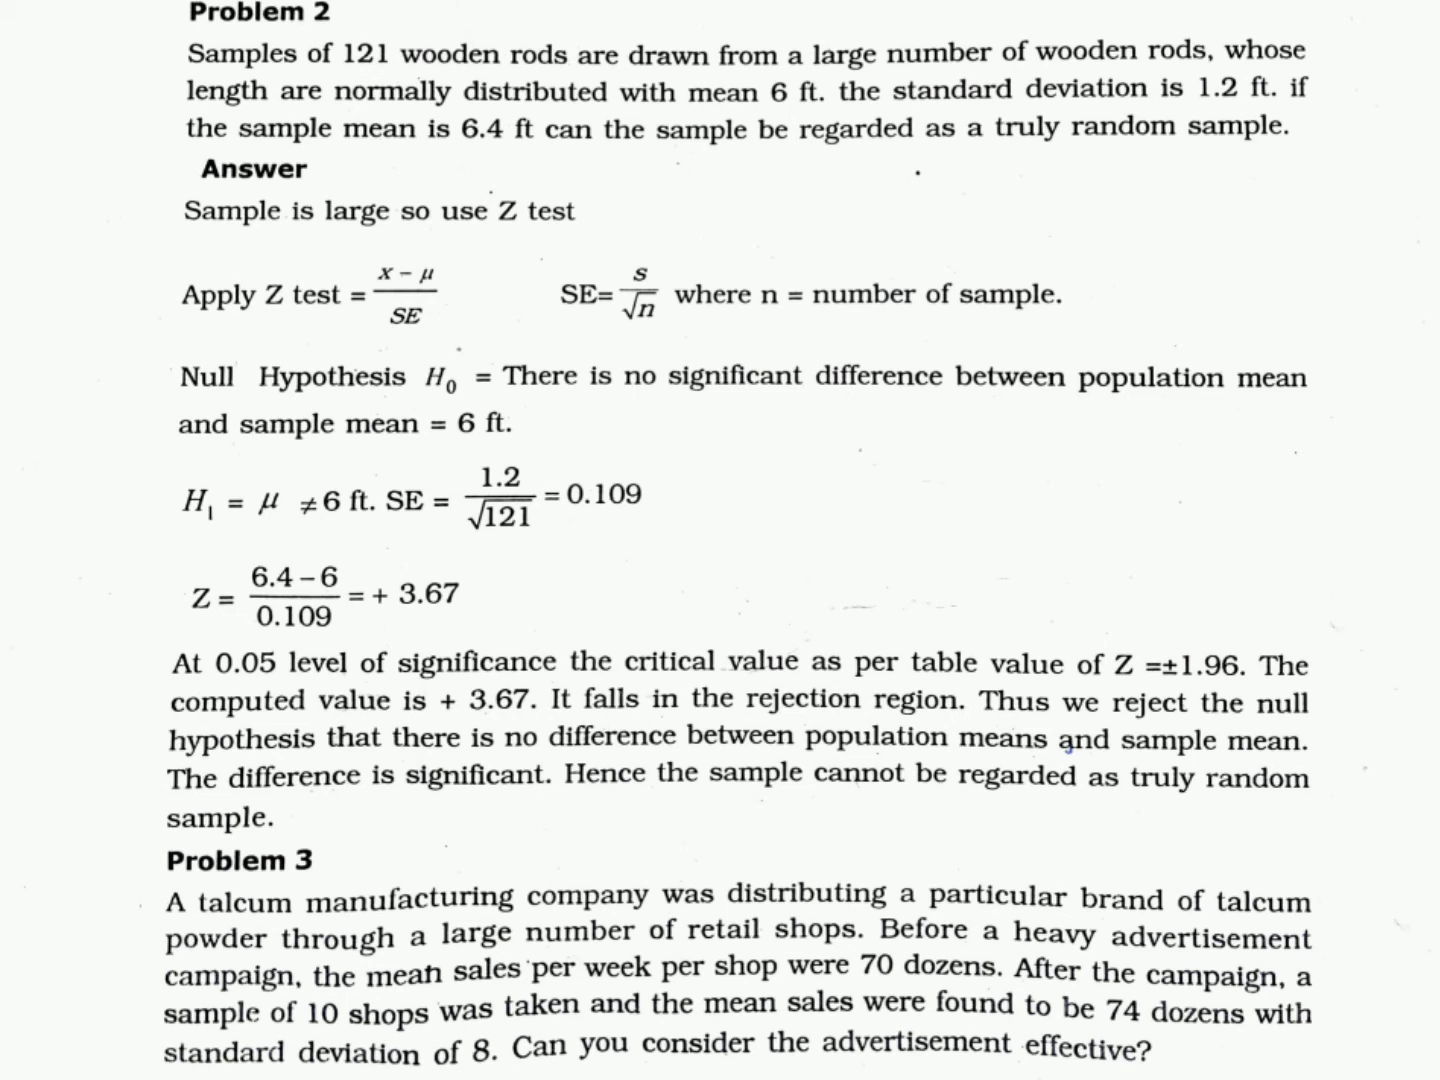 Problem 2
Samples of 121 wooden rods are drawn from a large number of wooden rods, whose
length are normally distributed with mean 6 ft. the standard deviation is 1.2 ft. if
the sample mean is 6.4 ft can the sample be regarded as a truly random sample.
Answer
Sample is large so use Z test
Apply Z test = (x − μ)/SE   SE= s/√n where n = number of sample.
Null Hypothesis H₀ = There is no significant difference between population mean
and sample mean = 6 ft.
H₁ = μ ≠ 6 ft. SE = 1.2/√121 = 0.109
Z = (6.4 – 6)/0.109 = + 3.67
At 0.05 level of significance the critical value as per table value of Z =±1.96. The
computed value is + 3.67. It falls in the rejection region. Thus we reject the null
hypothesis that there is no difference between population means and sample mean.
The difference is significant. Hence the sample cannot be regarded as truly random
sample.
Problem 3
A talcum manufacturing company was distributing a particular brand of talcum
powder through a large number of retail shops. Before a heavy advertisement
campaign, the mean sales per week per shop were 70 dozens. After the campaign, a
sample of 10 shops was taken and the mean sales were found to be 74 dozens with
standard deviation of 8. Can you consider the advertisement effective?